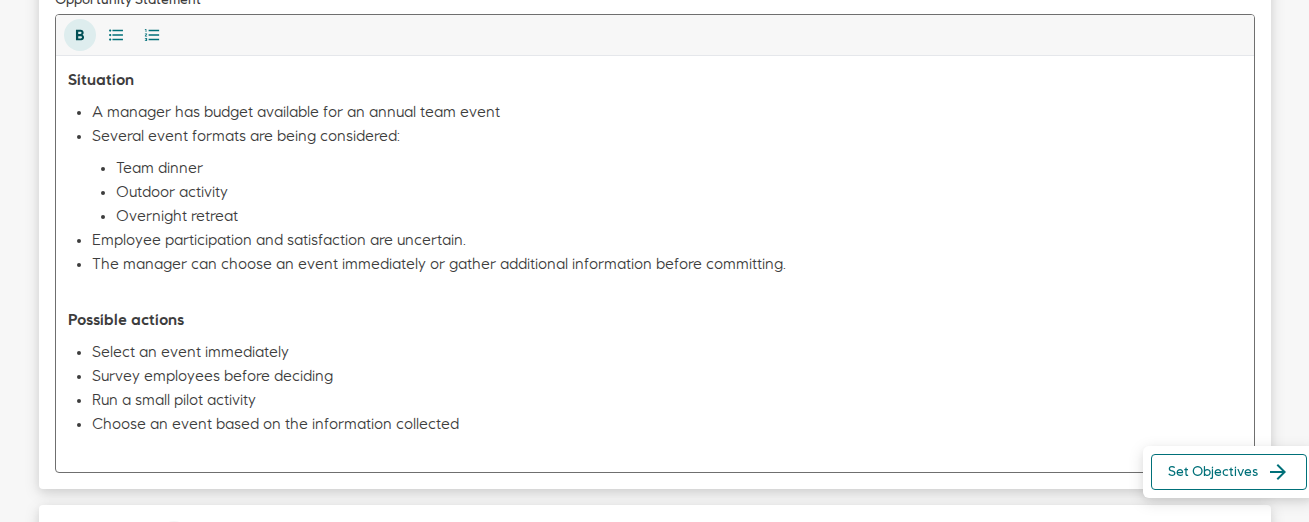 Opportunity Statement
B
Situation
A manager has budget available for an annual team event
Several event formats are being considered:
Team dinner
Outdoor activity
Overnight retreat
Employee participation and satisfaction are uncertain.
The manager can choose an event immediately or gather additional information before committing.
Possible actions
Select an event immediately
Survey employees before deciding
Run a small pilot activity
Choose an event based on the information collected
Set Objectives